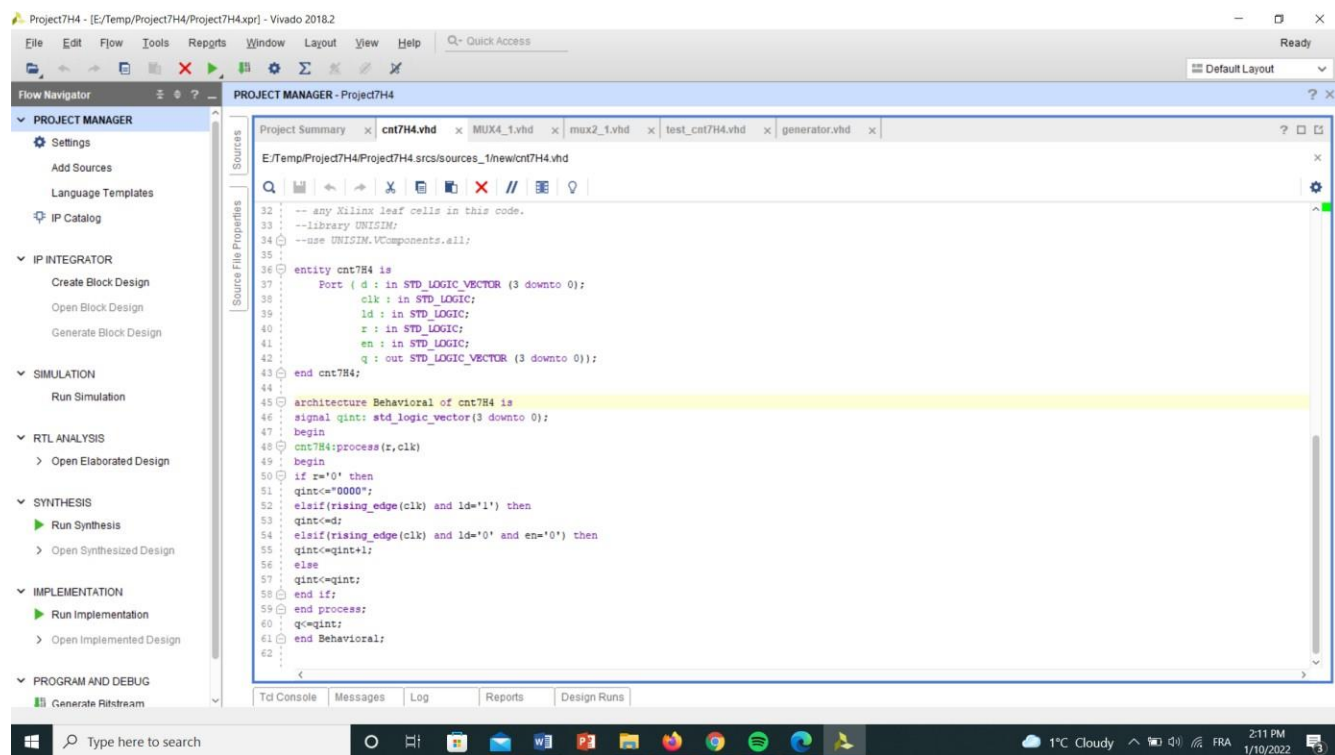 Project7H4 - [E:/Temp/Project7H4/Project7H4.xpr] - Vivado 2018.2
File Edit Flow Tools Reports Window Layout View Help Q- Quick Access Ready
Default Layout
Flow Navigator
PROJECT MANAGER - Project7H4
PROJECT MANAGER
Settings
Add Sources
Language Templates
IP Catalog
IP INTEGRATOR
Create Block Design
Open Block Design
Generate Block Design
SIMULATION
Run Simulation
RTL ANALYSIS
Open Elaborated Design
SYNTHESIS
Run Synthesis
Open Synthesized Design
IMPLEMENTATION
Run Implementation
Open Implemented Design
PROGRAM AND DEBUG
Generate Bitstream
Sources
Source File Properties
Project Summary cnt7H4.vhd MUX4_1.vhd mux2_1.vhd test_cnt7H4.vhd generator.vhd
E:/Temp/Project7H4/Project7H4.srcs/sources_1/new/cnt7H4.vhd
32 -- any Xilinx leaf cells in this code.
33 --library UNISIM;
34 --use UNISIM.VComponents.all;
35
36 entity cnt7H4 is
37 Port ( d : in STD_LOGIC_VECTOR (3 downto 0);
38 clk : in STD_LOGIC;
39 ld : in STD_LOGIC;
40 r : in STD_LOGIC;
41 en : in STD_LOGIC;
42 q : out STD_LOGIC_VECTOR (3 downto 0));
43 end cnt7H4;
44
45 architecture Behavioral of cnt7H4 is
46 signal qint: std_logic_vector(3 downto 0);
47 begin
48 cnt7H4:process(r,clk)
49 begin
50 if r='0' then
51 qint<="0000";
52 elsif(rising_edge(clk) and ld='1') then
53 qint<=d;
54 elsif(rising_edge(clk) and ld='0' and en='0') then
55 qint<=qint+1;
56 else
57 qint<=qint;
58 end if;
59 end process;
60 q<=qint;
61 end Behavioral;
62
Tcl Console Messages Log Reports Design Runs
Type here to search
1°C Cloudy FRA 2:11 PM
1/10/2022